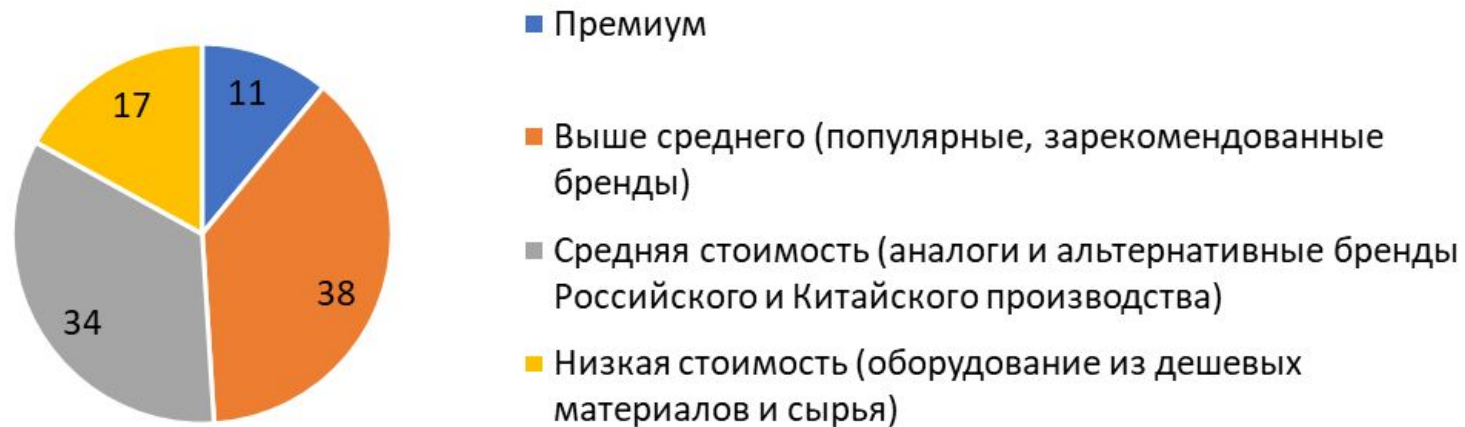 11
38
34
17
Премиум
Выше среднего (популярные, зарекомендованные
бренды)
Средняя стоимость (аналоги и альтернативные бренды
Российского и Китайского производства)
Низкая стоимость (оборудование из дешевых
материалов и сырья)